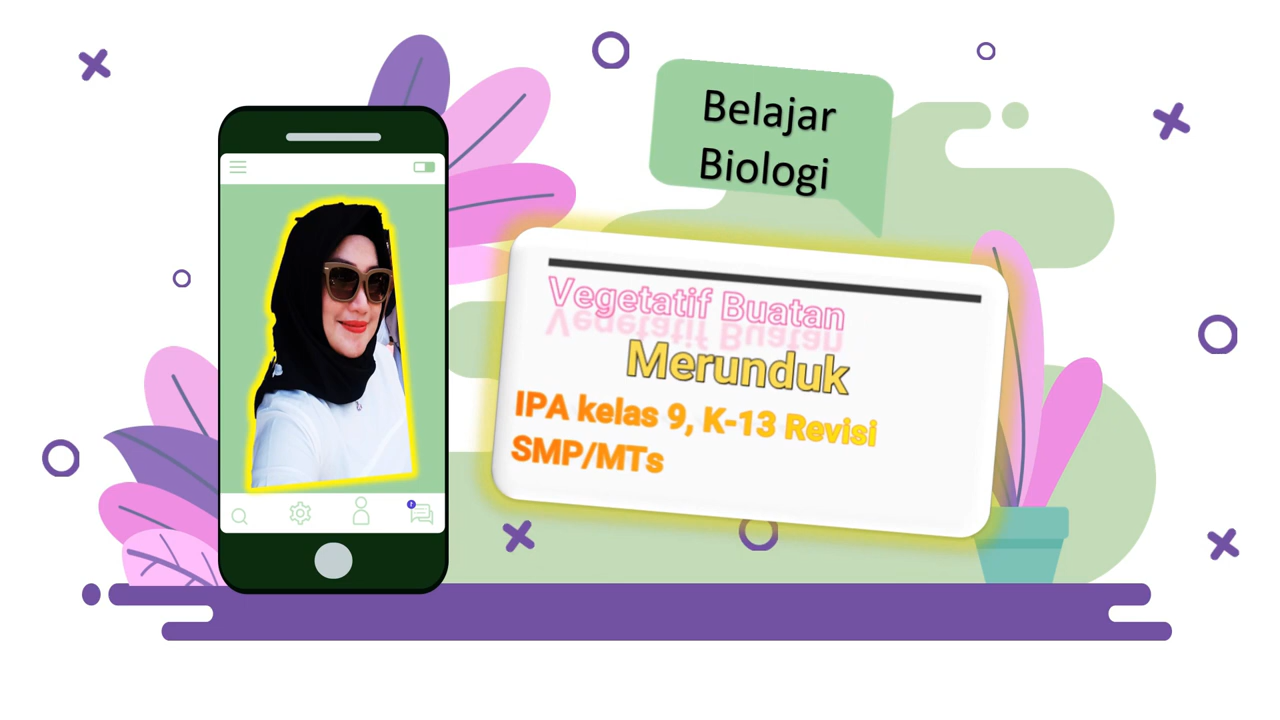 Belajar
Biologi
Vegetatif Buatan
Merunduk
IPA kelas 9, K-13 Revisi
SMP/MTs